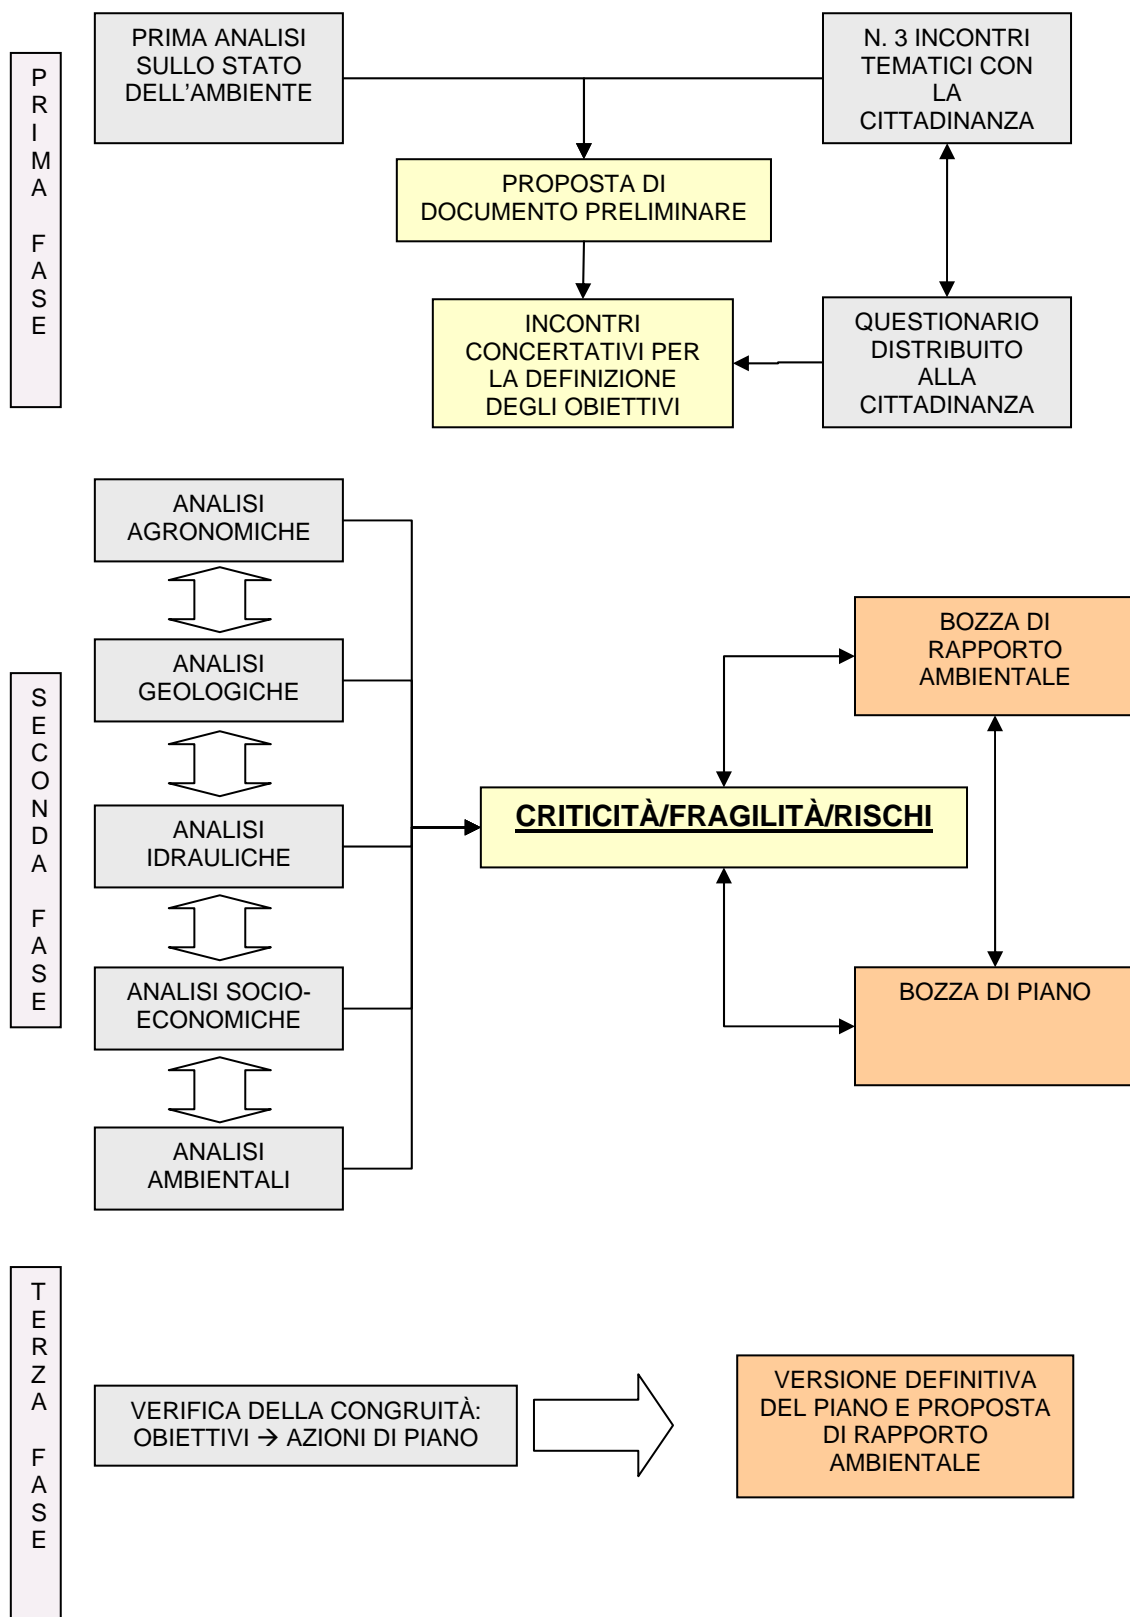 PRIMA FASE
PRIMA ANALISI
SULLO STATO
DELL'AMBIENTE
N. 3 INCONTRI
TEMATICI CON
LA
CITTADINANZA
PROPOSTA DI
DOCUMENTO PRELIMINARE
INCONTRI
CONCERTATIVI PER
LA DEFINIZIONE
DEGLI OBIETTIVI
QUESTIONARIO
DISTRIBUITO
ALLA
CITTADINANZA
SECONDA FASE
ANALISI
AGRONOMICHE
ANALISI
GEOLOGICHE
ANALISI
IDRAULICHE
ANALISI SOCIO-
ECONOMICHE
ANALISI
AMBIENTALI
CRITICITÀ/FRAGILITÀ/RISCHI
BOZZA DI
RAPPORTO
AMBIENTALE
BOZZA DI PIANO
TERZA FASE
VERIFICA DELLA CONGRUITÀ:
OBIETTIVI → AZIONI DI PIANO
VERSIONE DEFINITIVA
DEL PIANO E PROPOSTA
DI RAPPORTO
AMBIENTALE